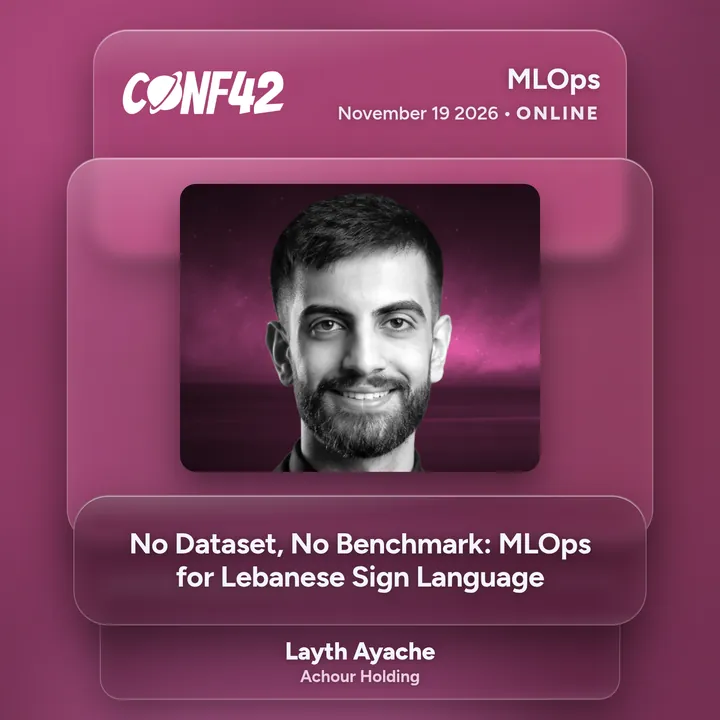 CONF42
MLOps
November 19 2026 • ONLINE
No Dataset, No Benchmark: MLOps
for Lebanese Sign Language
Layth Ayache
Achour Holding